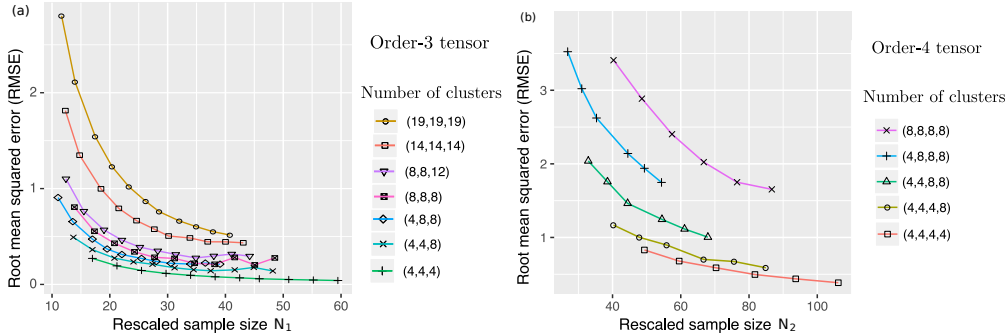 (a)
Root mean squared error (RMSE)
2
1
0
10 20 30 40 50 60
Rescaled sample size N₁
Order-3 tensor
Number of clusters
(19,19,19)
(14,14,14)
(8,8,12)
(8,8,8)
(4,8,8)
(4,4,8)
(4,4,4)
(b)
Root mean squared error (RMSE)
3
2
1
0
40 60 80 100
Rescaled sample size N₂
Order-4 tensor
Number of clusters
(8,8,8,8)
(4,8,8,8)
(4,4,8,8)
(4,4,4,8)
(4,4,4,4)